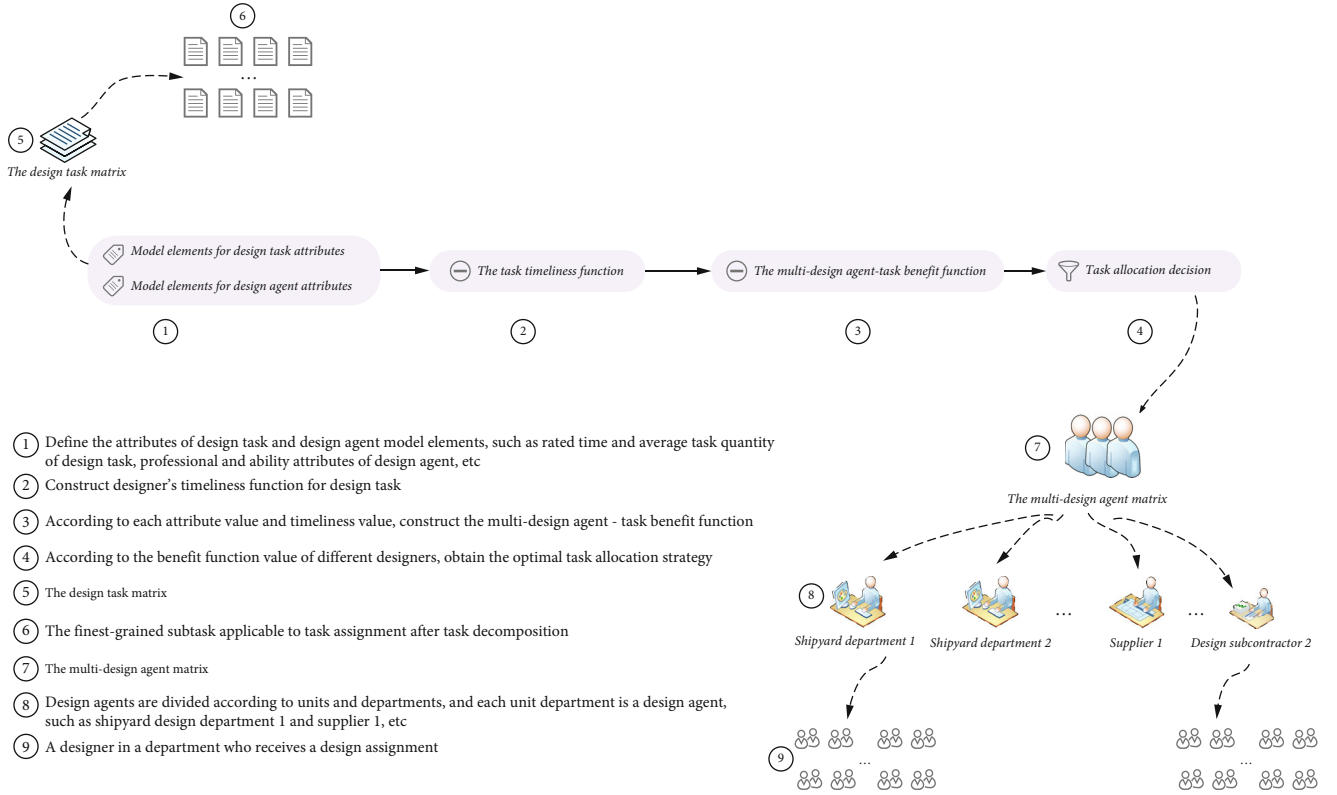 6
...
5
The design task matrix
Model elements for design task attributes
Model elements for design agent attributes
The task timeliness function
The multi-design agent-task benefit function
Task allocation decision
1
2
3
4
7
The multi-design agent matrix
8
... ...
Shipyard department 1 Shipyard department 2 Supplier 1 Design subcontractor 2
9
... ...
1 Define the attributes of design task and design agent model elements, such as rated time and average task quantity
of design task, professional and ability attributes of design agent, etc
2 Construct designer's timeliness function for design task
3 According to each attribute value and timeliness value, construct the multi-design agent - task benefit function
4 According to the benefit function value of different designers, obtain the optimal task allocation strategy
5 The design task matrix
6 The finest-grained subtask applicable to task assignment after task decomposition
7 The multi-design agent matrix
8 Design agents are divided according to units and departments, and each unit department is a design agent,
such as shipyard design department 1 and supplier 1, etc
9 A designer in a department who receives a design assignment